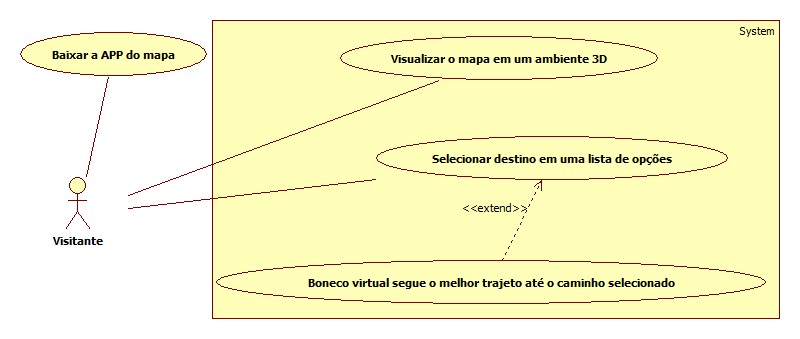 System
Baixar a APP do mapa
Visualizar o mapa em um ambiente 3D
Selecionar destino em uma lista de opções
<<extend>>
Visitante
Boneco virtual segue o melhor trajeto até o caminho selecionado